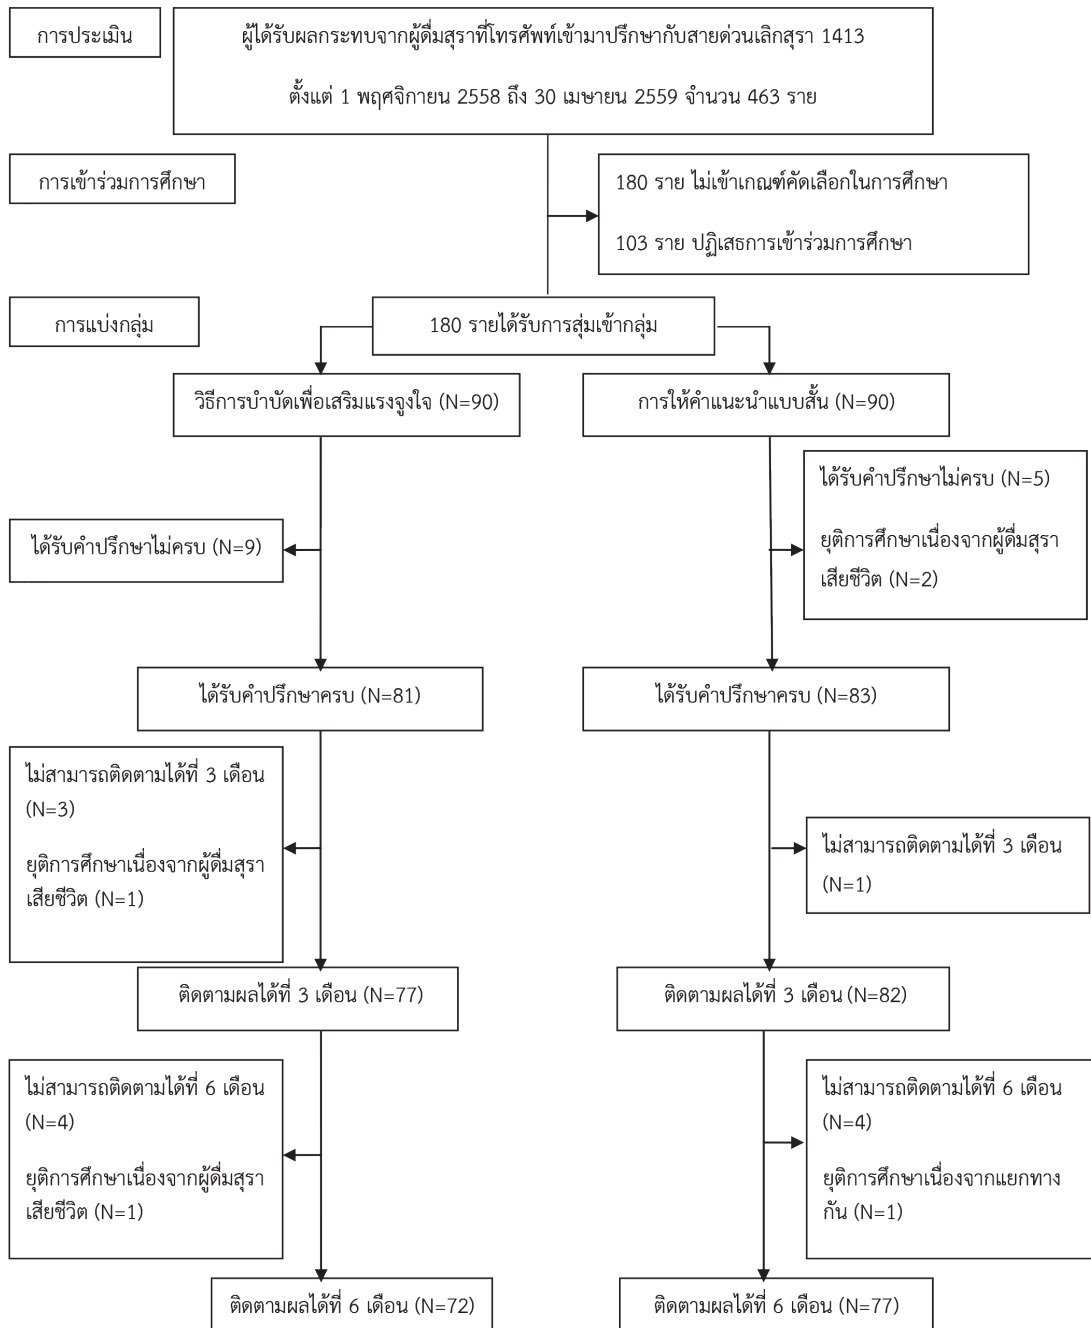 การประเมิน
ผู้ได้รับผลกระทบจากผู้ดื่มสุราที่โทรศัพท์เข้ามาปรึกษากับสายด่วนเลิกสุรา 1413
ตั้งแต่ 1 พฤศจิกายน 2558 ถึง 30 เมษายน 2559 จำนวน 463 ราย
การเข้าร่วมการศึกษา
180 ราย ไม่เข้าเกณฑ์คัดเลือกในการศึกษา
103 ราย ปฏิเสธการเข้าร่วมการศึกษา
การแบ่งกลุ่ม
180 รายได้รับการสุ่มเข้ากลุ่ม
วิธีการบำบัดเพื่อเสริมแรงจูงใจ (N=90)
การให้คำแนะนำแบบสั้น (N=90)
ได้รับคำปรึกษาไม่ครบ (N=9)
ได้รับคำปรึกษาไม่ครบ (N=5)
ยุติการศึกษาเนื่องจากผู้ดื่มสุรา
เสียชีวิต (N=2)
ได้รับคำปรึกษาครบ (N=81)
ได้รับคำปรึกษาครบ (N=83)
ไม่สามารถติดตามได้ที่ 3 เดือน
(N=3)
ยุติการศึกษาเนื่องจากผู้ดื่มสุรา
เสียชีวิต (N=1)
ไม่สามารถติดตามได้ที่ 3 เดือน
(N=1)
ติดตามผลได้ที่ 3 เดือน (N=77)
ติดตามผลได้ที่ 3 เดือน (N=82)
ไม่สามารถติดตามได้ที่ 6 เดือน
(N=4)
ยุติการศึกษาเนื่องจากผู้ดื่มสุรา
เสียชีวิต (N=1)
ไม่สามารถติดตามได้ที่ 6 เดือน
(N=4)
ยุติการศึกษาเนื่องจากแยกทาง
กัน (N=1)
ติดตามผลได้ที่ 6 เดือน (N=72)
ติดตามผลได้ที่ 6 เดือน (N=77)